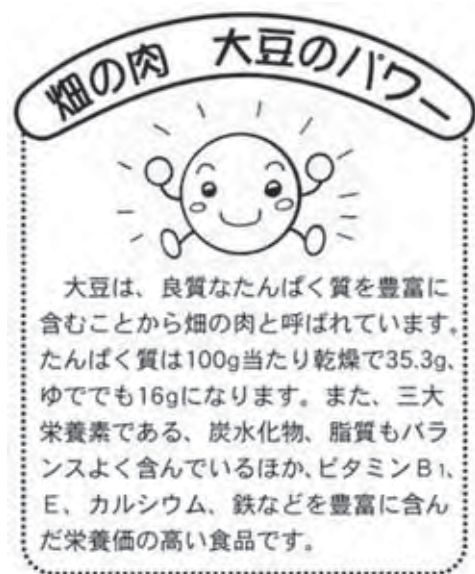 畑の肉 大豆のパワー
大豆は、良質なたんぱく質を豊富に
含むことから畑の肉と呼ばれています。
たんぱく質は100g当たり乾燥で35.3g、
ゆででも16gになります。また、三大
栄養素である、炭水化物、脂質もバラ
ンスよく含んでいるほか、ビタミンB1、
E、カルシウム、鉄などを豊富に含ん
だ栄養価の高い食品です。